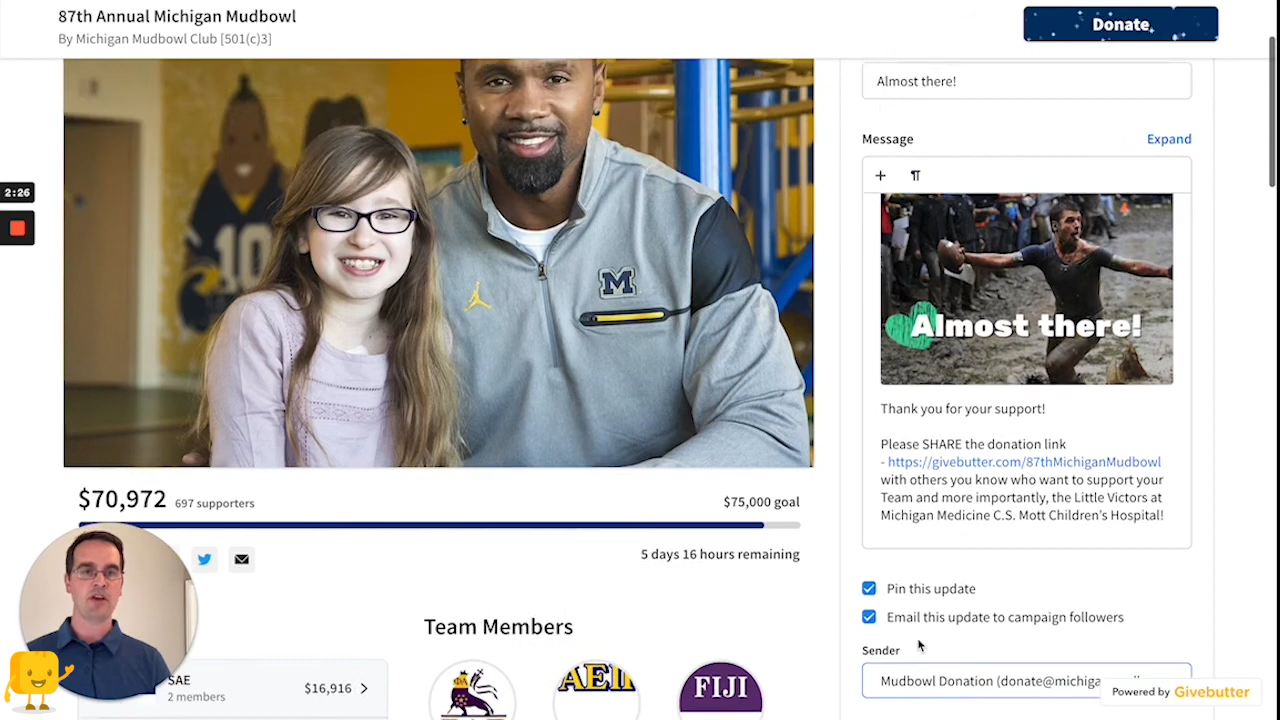 87th Annual Michigan Mudbowl
By Michigan Mudbowl Club [501(c)3]
Donate
Almost there!
Message
Expand
+ ¶
2:26
10
M
Almost there!
Thank you for your support!
Please SHARE the donation link
- https://givebutter.com/87thMichiganMudbowl
with others you know who want to support your
Team and more importantly, the Little Victors at
Michigan Medicine C.S. Mott Children's Hospital!
$70,972 697 supporters
$75,000 goal
5 days 16 hours remaining
Pin this update
Email this update to campaign followers
Sender
Mudbowl Donation (donate@michiga
Team Members
SAE
2 members
$16,916
ΑΕΠ
FIJI
Powered by Givebutter